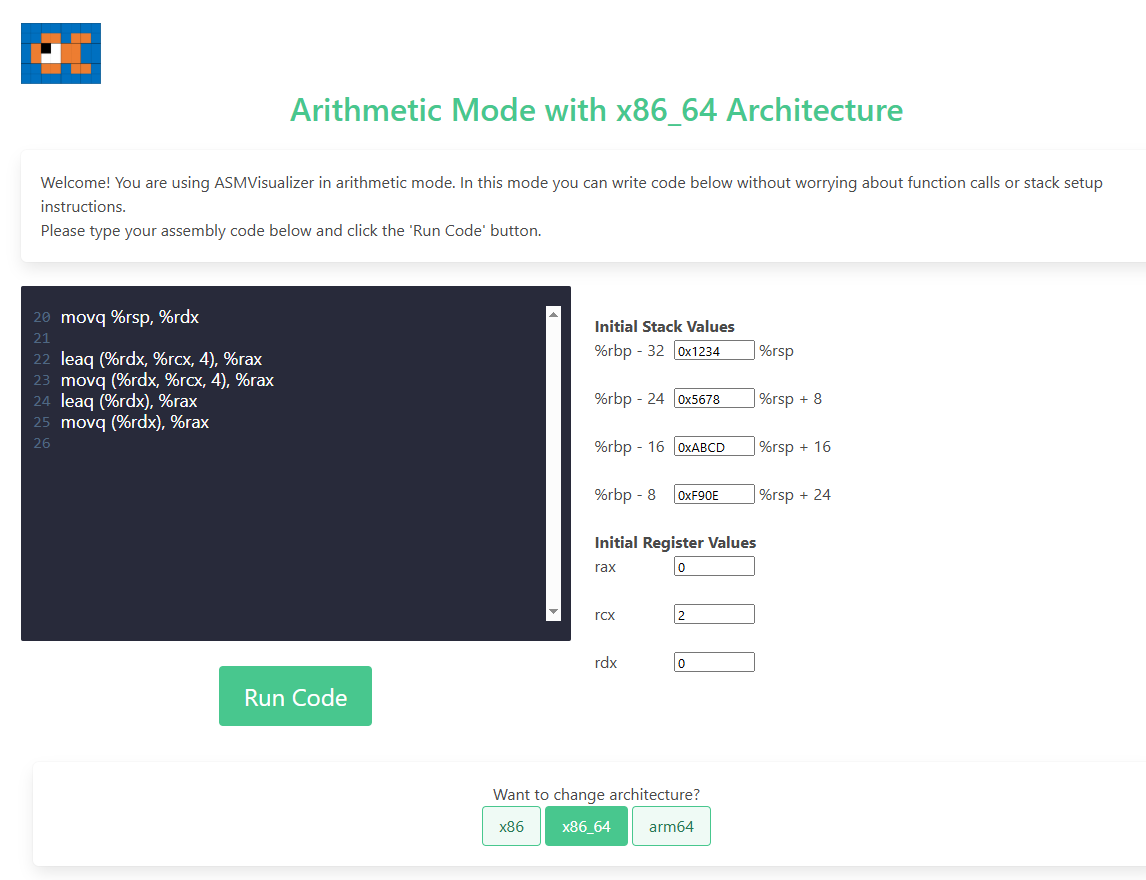 Arithmetic Mode with x86_64 Architecture
Welcome! You are using ASMVisualizer in arithmetic mode. In this mode you can write code below without worrying about function calls or stack setup
instructions.
Please type your assembly code below and click the 'Run Code' button.
20 movq %rsp, %rdx
21
22 leaq (%rdx, %rcx, 4), %rax
23 movq (%rdx, %rcx, 4), %rax
24 leaq (%rdx), %rax
25 movq (%rdx), %rax
26
Run Code
Initial Stack Values
%rbp - 32 0x1234 %rsp
%rbp - 24 0x5678 %rsp + 8
%rbp - 16 0xABCD %rsp + 16
%rbp - 8 0xF90E %rsp + 24
Initial Register Values
rax 0
rcx 2
rdx 0
Want to change architecture?
x86 x86_64 arm64